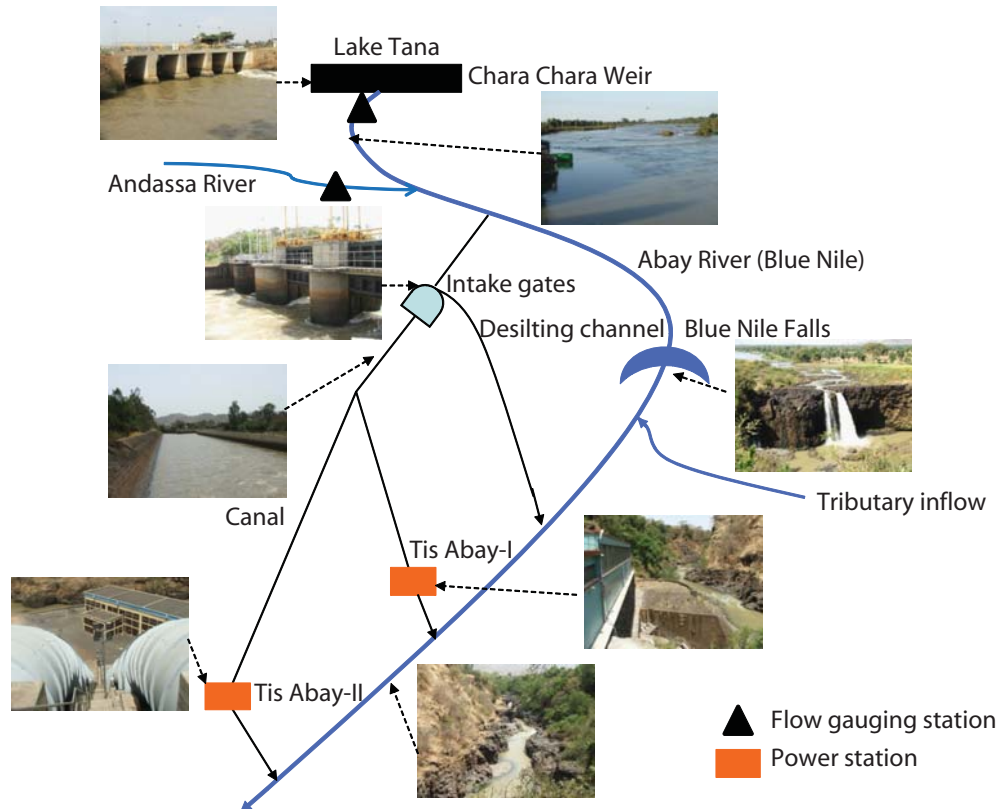 Lake Tana
Chara Chara Weir
Andassa River
Abay River (Blue Nile)
Intake gates
Desilting channel
Blue Nile Falls
Tributary inflow
Canal
Tis Abay-I
Tis Abay-II
Flow gauging station
Power station